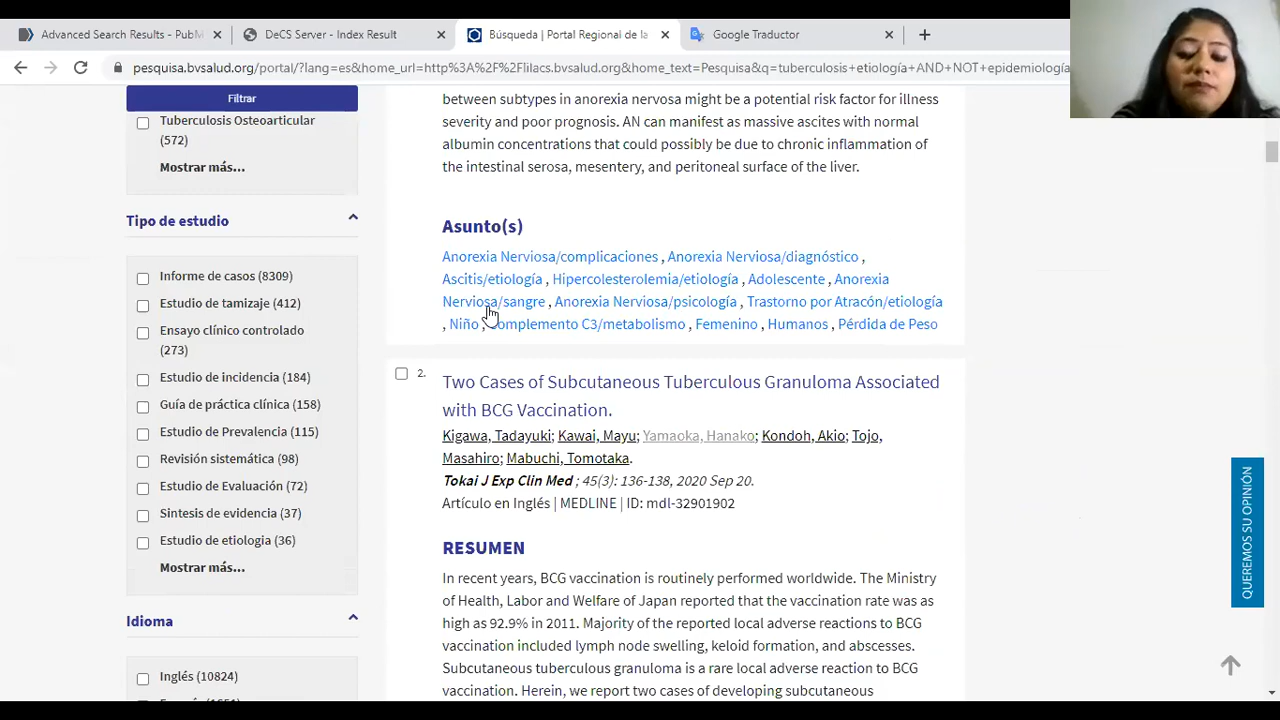 Advanced Search Results - PubM
DeCS Server - Index Result
Búsqueda | Portal Regional de la
Google Traductor
pesquisa.bvsalud.org/portal/?lang=es&home_url=http%3A%2F%2Flilacs.bvsalud.org&home_text=Pesquisa&q=tuberculosis+etiología+AND+NOT+epidemiología
Filtrar
Tuberculosis Osteoarticular
(572)
Mostrar más...
Tipo de estudio
Informe de casos (8309)
Estudio de tamizaje (412)
Ensayo clínico controlado
(273)
Estudio de incidencia (184)
Guía de práctica clínica (158)
Estudio de Prevalencia (115)
Revisión sistemática (98)
Estudio de Evaluación (72)
Sintesis de evidencia (37)
Estudio de etiologia (36)
Mostrar más...
Idioma
Inglés (10824)
between subtypes in anorexia nervosa might be a potential risk factor for illness
severity and poor prognosis. AN can manifest as massive ascites with normal
albumin concentrations that could possibly be due to chronic inflammation of
the intestinal serosa, mesentery, and peritoneal surface of the liver.
Asunto(s)
Anorexia Nerviosa/complicaciones , Anorexia Nerviosa/diagnóstico ,
Ascitis/etiología , Hipercolesterolemia/etiología , Adolescente , Anorexia
Nerviosa/sangre , Anorexia Nerviosa/psicología , Trastorno por Atracón/etiología
, Niño , Complemento C3/metabolismo , Femenino , Humanos , Pérdida de Peso
2.
Two Cases of Subcutaneous Tuberculous Granuloma Associated
with BCG Vaccination.
Kigawa, Tadayuki; Kawai, Mayu; Yamaoka, Hanako; Kondoh, Akio; Tojo,
Masahiro; Mabuchi, Tomotaka.
Tokai J Exp Clin Med ; 45(3): 136-138, 2020 Sep 20.
Artículo en Inglés | MEDLINE | ID: mdl-32901902
RESUMEN
In recent years, BCG vaccination is routinely performed worldwide. The Ministry
of Health, Labor and Welfare of Japan reported that the vaccination rate was as
high as 92.9% in 2011. Majority of the reported local adverse reactions to BCG
vaccination included lymph node swelling, keloid formation, and abscesses.
Subcutaneous tuberculous granuloma is a rare local adverse reaction to BCG
vaccination. Herein, we report two cases of developing subcutaneous
QUEREMOS SU OPINIÓN